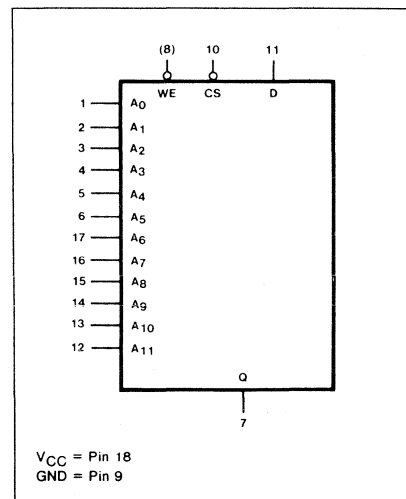 (8) 10 11
WE CS D
1 A0
2 A1
3 A2
4 A3
5 A4
6 A5
17 A6
16 A7
15 A8
14 A9
13 A10
12 A11
Q
7
VCC = Pin 18
GND = Pin 9